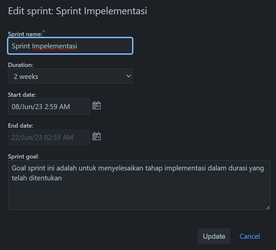 Edit sprint: Sprint Impelementasi
Sprint name:*
Sprint Impelementasi
Duration:
2 weeks
Start date:
08/Jun/23 2:59 AM
End date:
22/Jun/23 02:59 AM
Sprint goal:
Goal sprint ini adalah untuk menyelesaikan tahap implementasi dalam durasi yang
telah ditentukan
Update Cancel